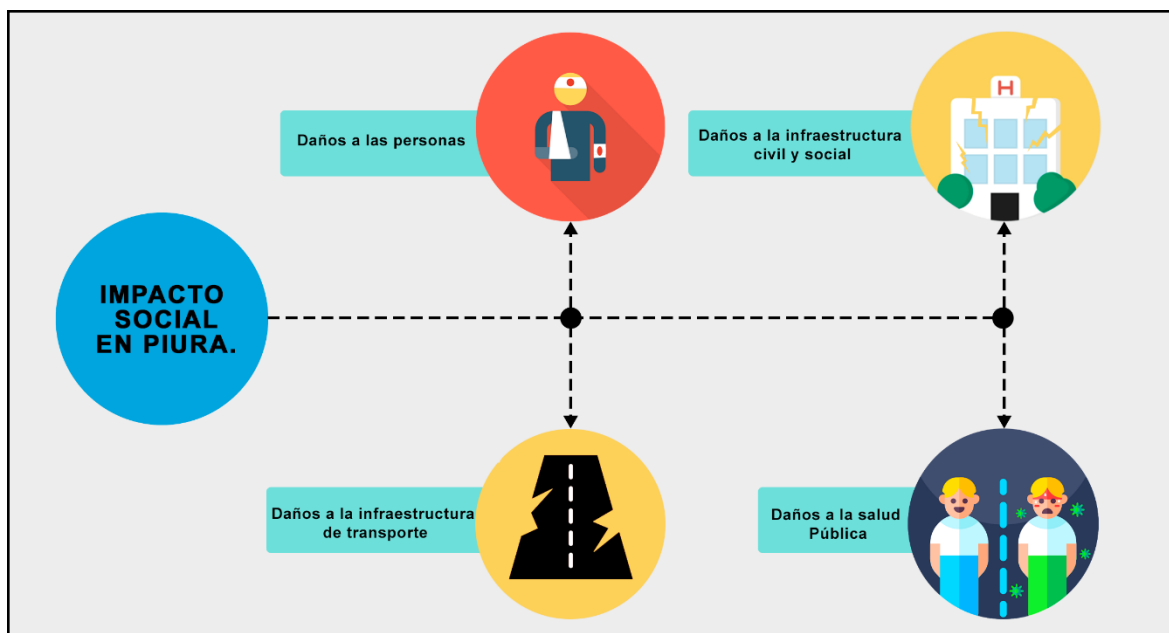 IMPACTO
SOCIAL
EN PIURA.
Daños a las personas
Daños a la infraestructura
civil y social
H
Daños a la infraestructura
de transporte
Daños a la salud
Pública